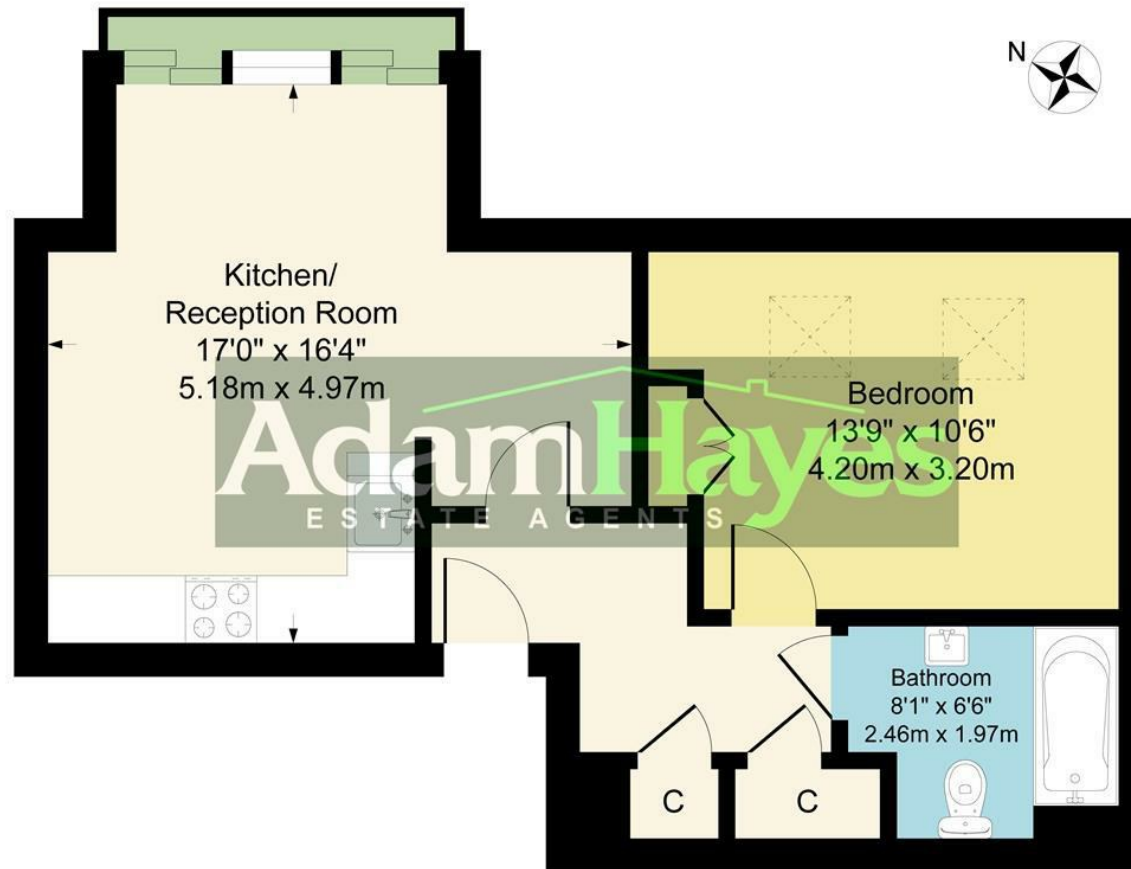 N
Kitchen/
Reception Room
17'0" x 16'4"
5.18m x 4.97m
Bedroom
13'9" x 10'6"
4.20m x 3.20m
AdamHayes
ESTATE AGENTS
Bathroom
8'1" x 6'6"
2.46m x 1.97m
C
C